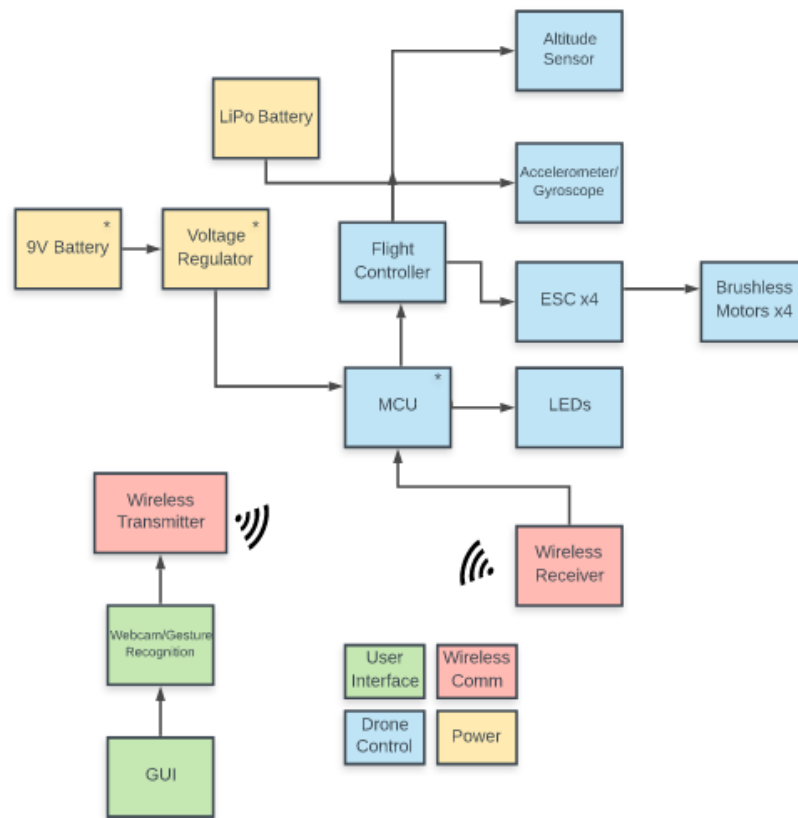 Altitude
Sensor
LiPo Battery
Accelerometer/
Gyroscope
*
9V Battery
*
Voltage
Regulator
Flight
Controller
ESC x4
Brushless
Motors x4
*
MCU
LEDs
Wireless
Transmitter
Wireless
Receiver
Webcam/Gesture
Recognition
User
Interface
Wireless
Comm
Drone
Control
Power
GUI